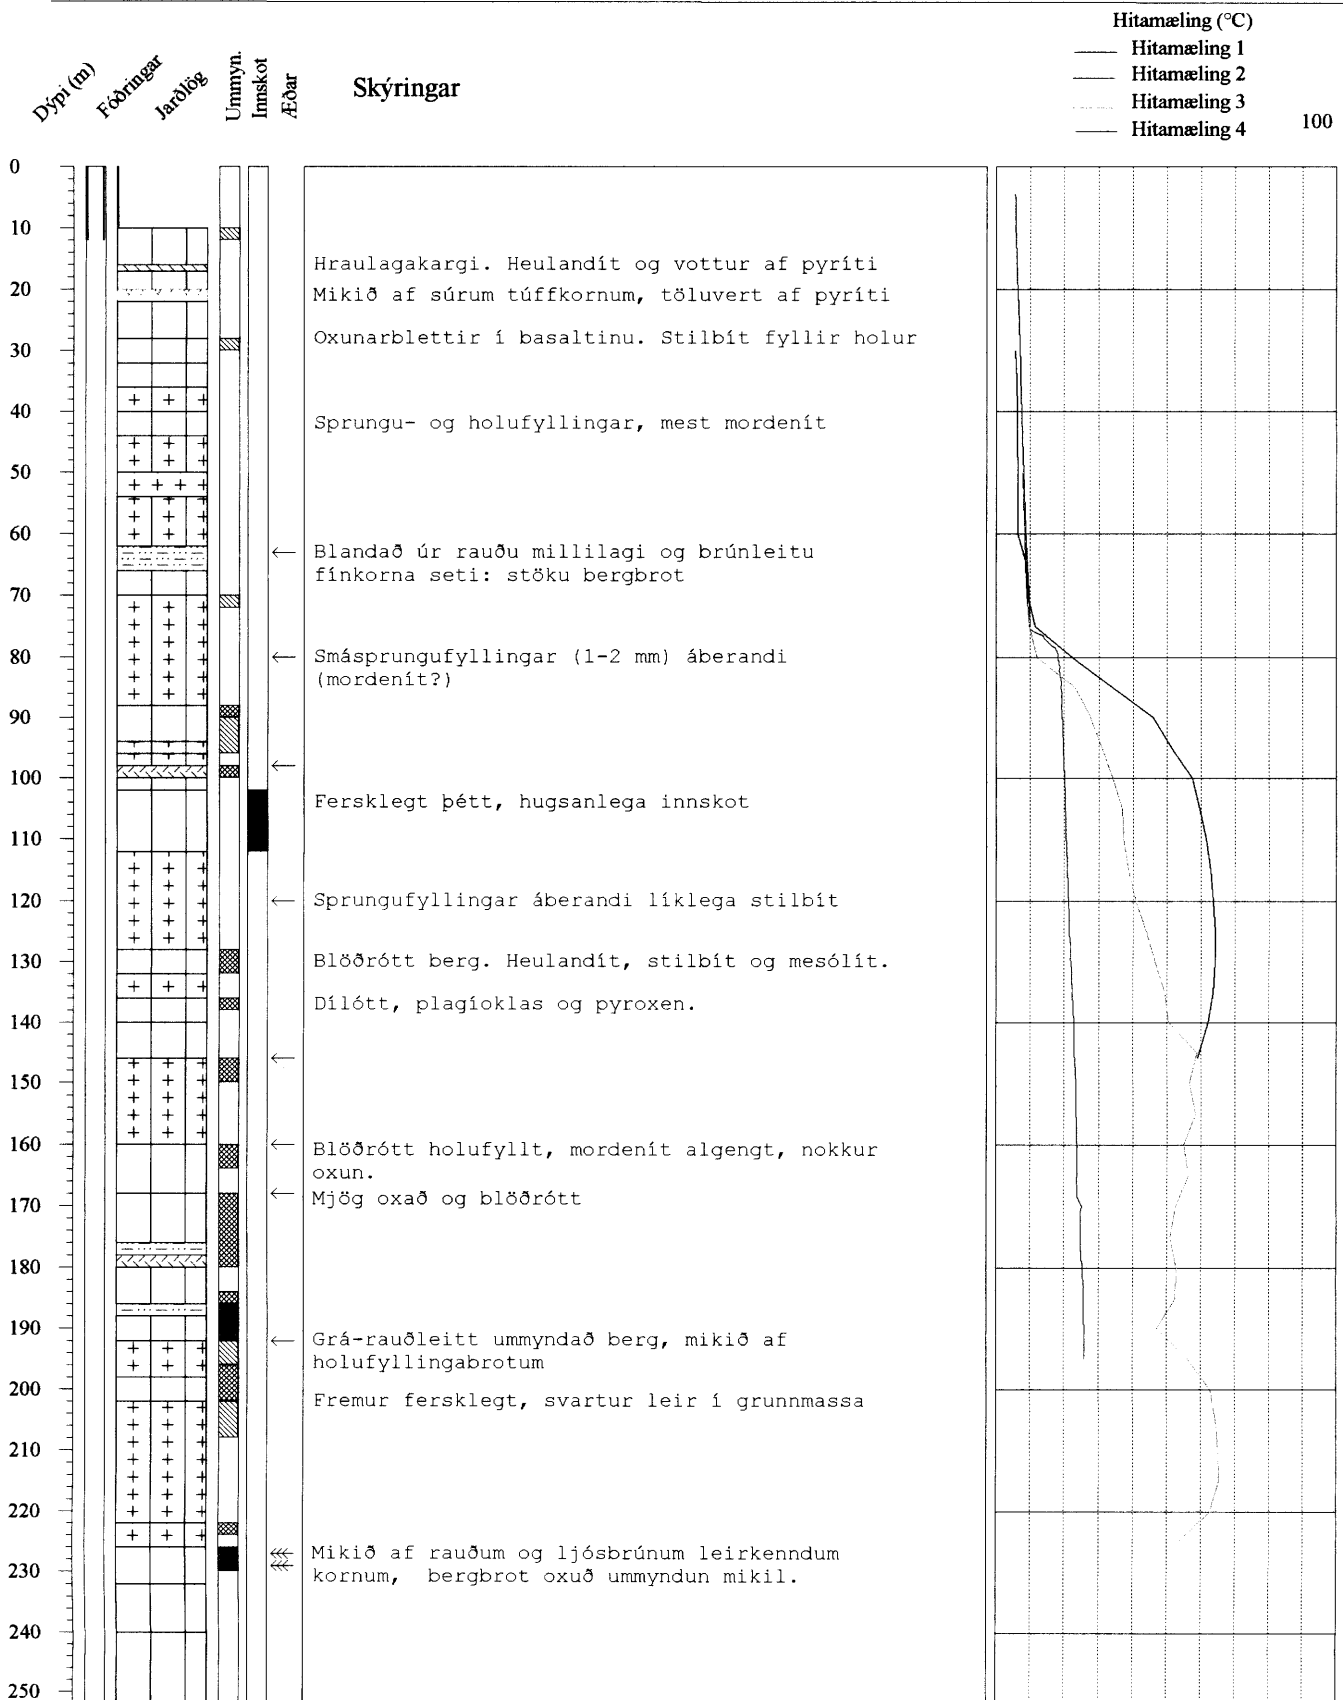 Hitamæling (°C)
Hitamæling 1
Hitamæling 2
Hitamæling 3
Hitamæling 4
100
Dýpi (m)
Fóðringar
Jarðlög
Ummyn.
Innskot
Æðar
Skýringar
0
10
Hraulagakargi. Heulandít og vottur af pyríti
20
Mikið af súrum túffkornum, töluvert af pyríti
Oxunarblettir í basaltinu. Stilbít fyllir holur
30
40
Sprungu- og holufyllingar, mest mordenít
50
60
Blandað úr rauðu millilagi og brúnleitu
fínkorna seti: stöku bergbrot
70
80
Smásprungufyllingar (1-2 mm) áberandi
(mordenít?)
90
100
Fersklegt þétt, hugsanlega innskot
110
120
Sprungufyllingar áberandi líklega stilbít
130
Blöðrótt berg. Heulandít, stilbít og mesólít.
Dílótt, plagíoklas og pyroxen.
140
150
160
Blöðrótt holufyllt, mordenít algengt, nokkur
oxun.
170
Mjög oxað og blöðrótt
180
190
Grá-rauðleitt ummyndað berg, mikið af
holufyllingabrotum
200
Fremur fersklegt, svartur leir í grunnmassa
210
220
Mikið af rauðum og ljósbrúnum leirkenndum
230
kornum, bergbrot oxuð ummyndun mikil.
240
250